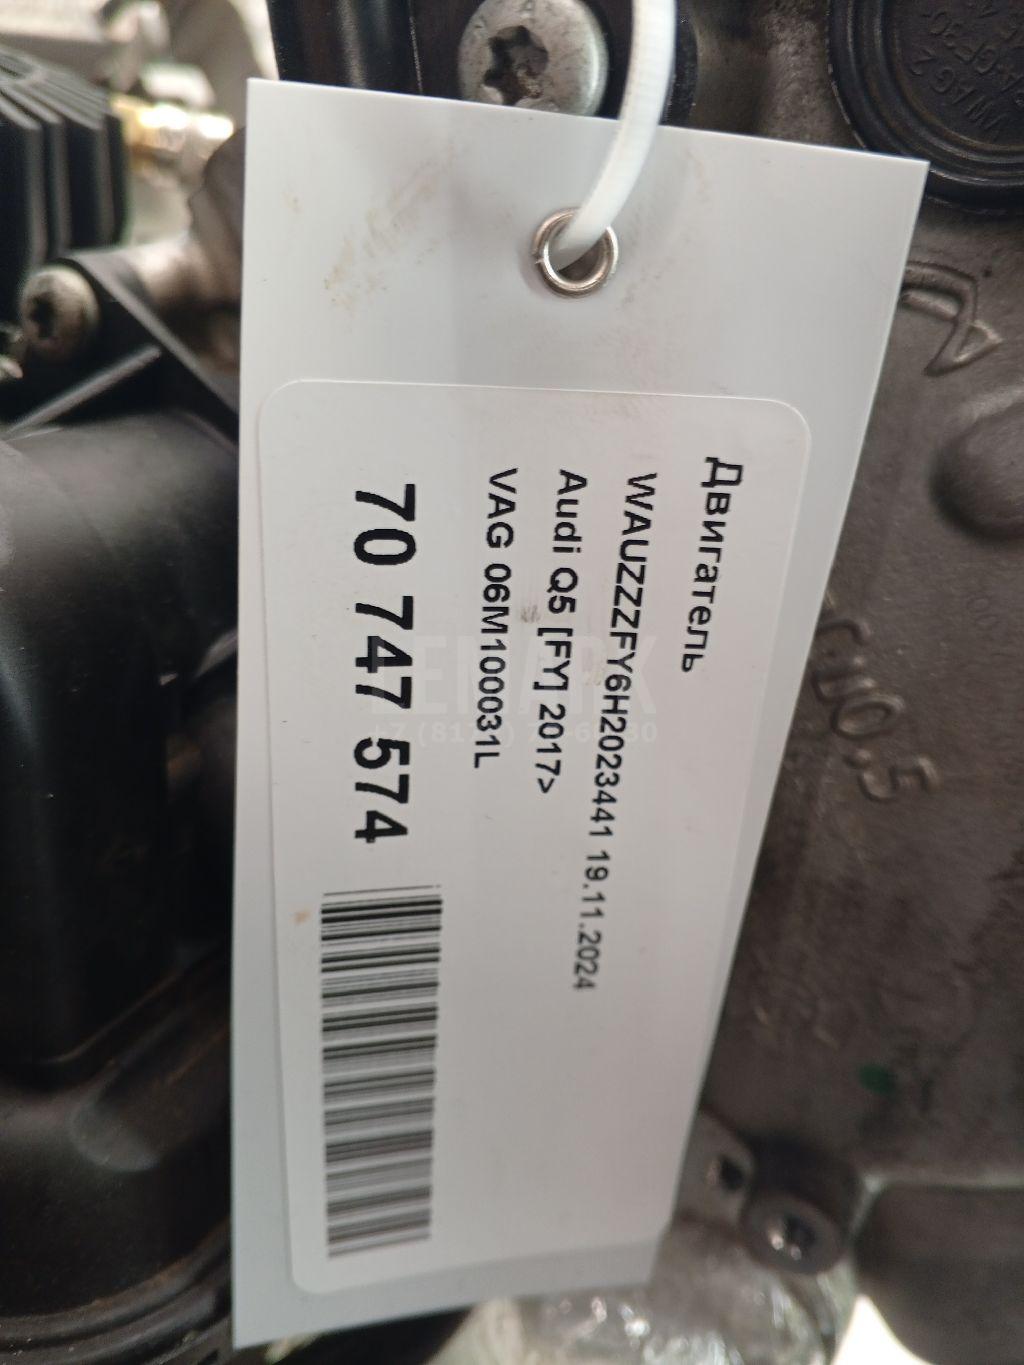 Двигатель
WAUZZZFY6H2023441 19.11.2024
Audi Q5 [FY] 2017>
VAG 06M100031L
70 747 574